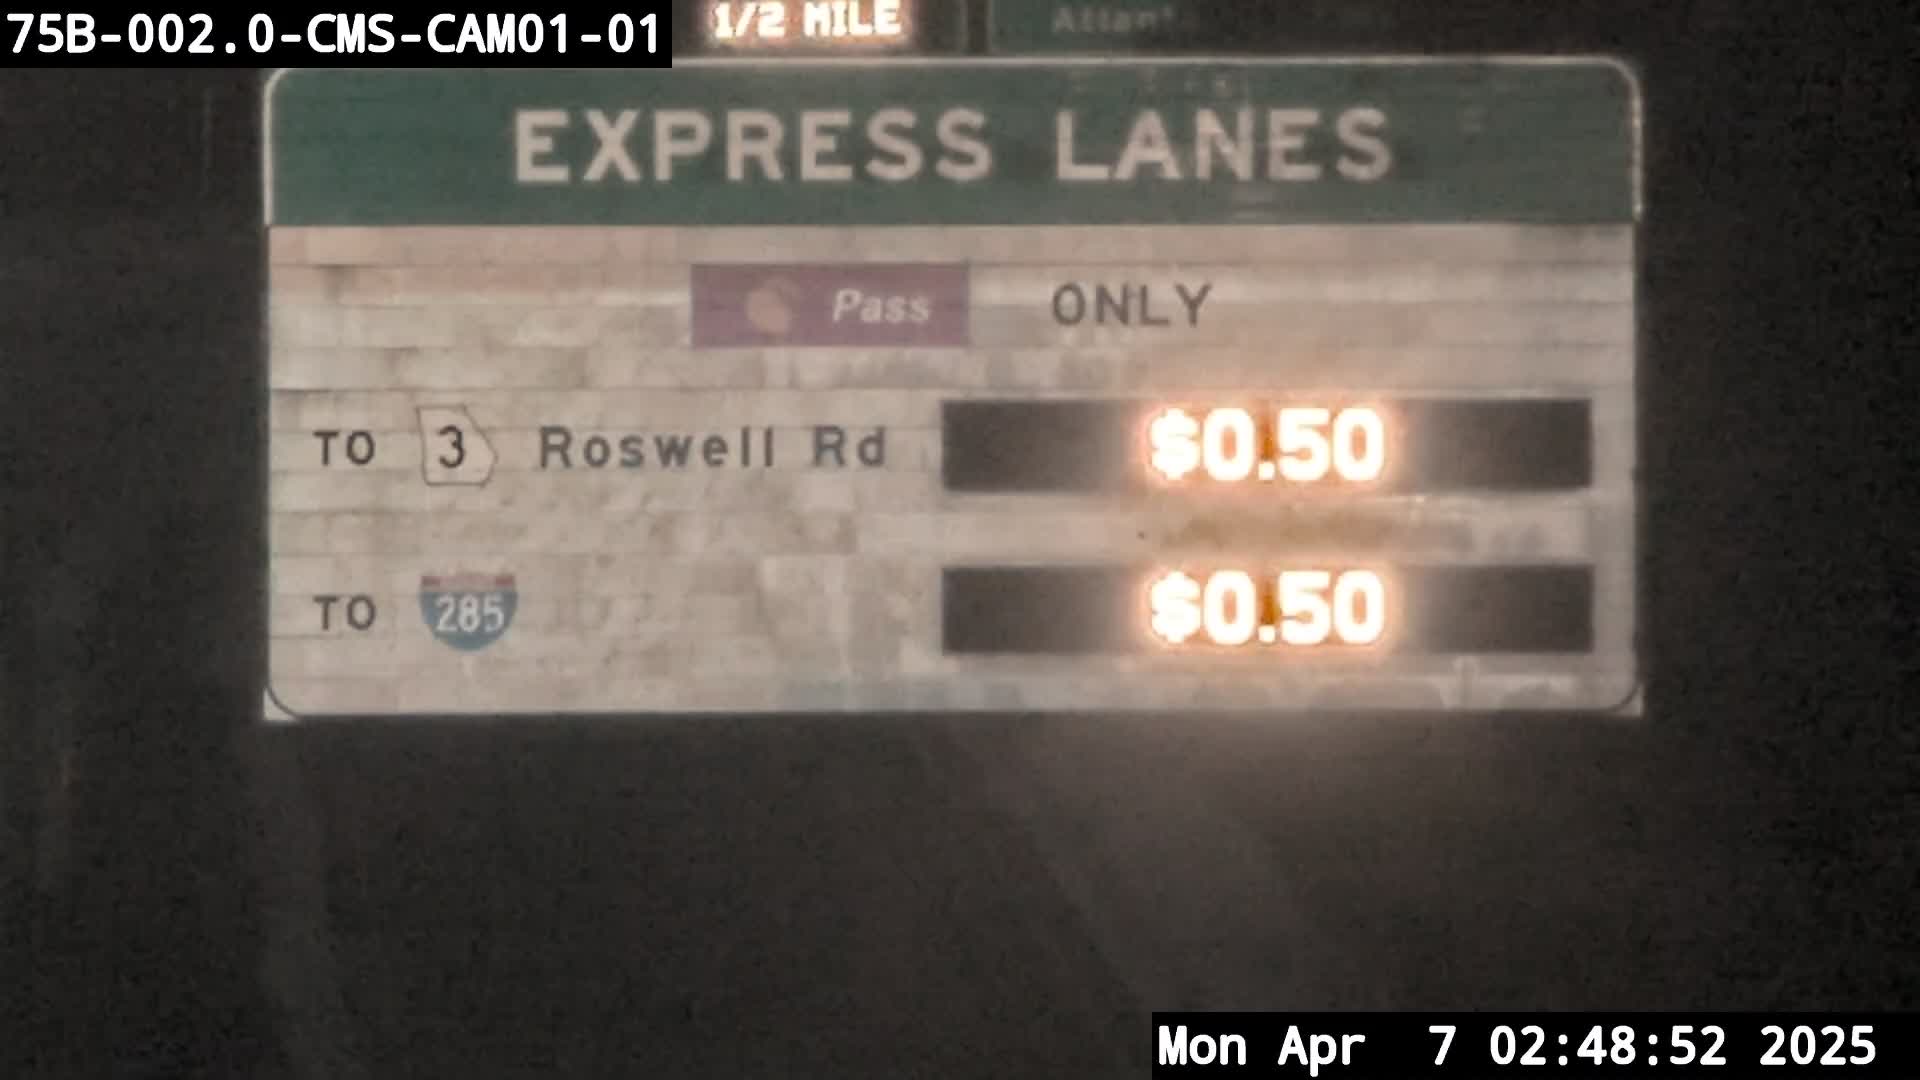 75B-002.0-CMS-CAM01-01
1/2 MILE
EXPRESS LANES
Pass ONLY
TO 3 Roswell Rd $0.50
TO 285 $0.50
Mon Apr 7 02:48:52 2025